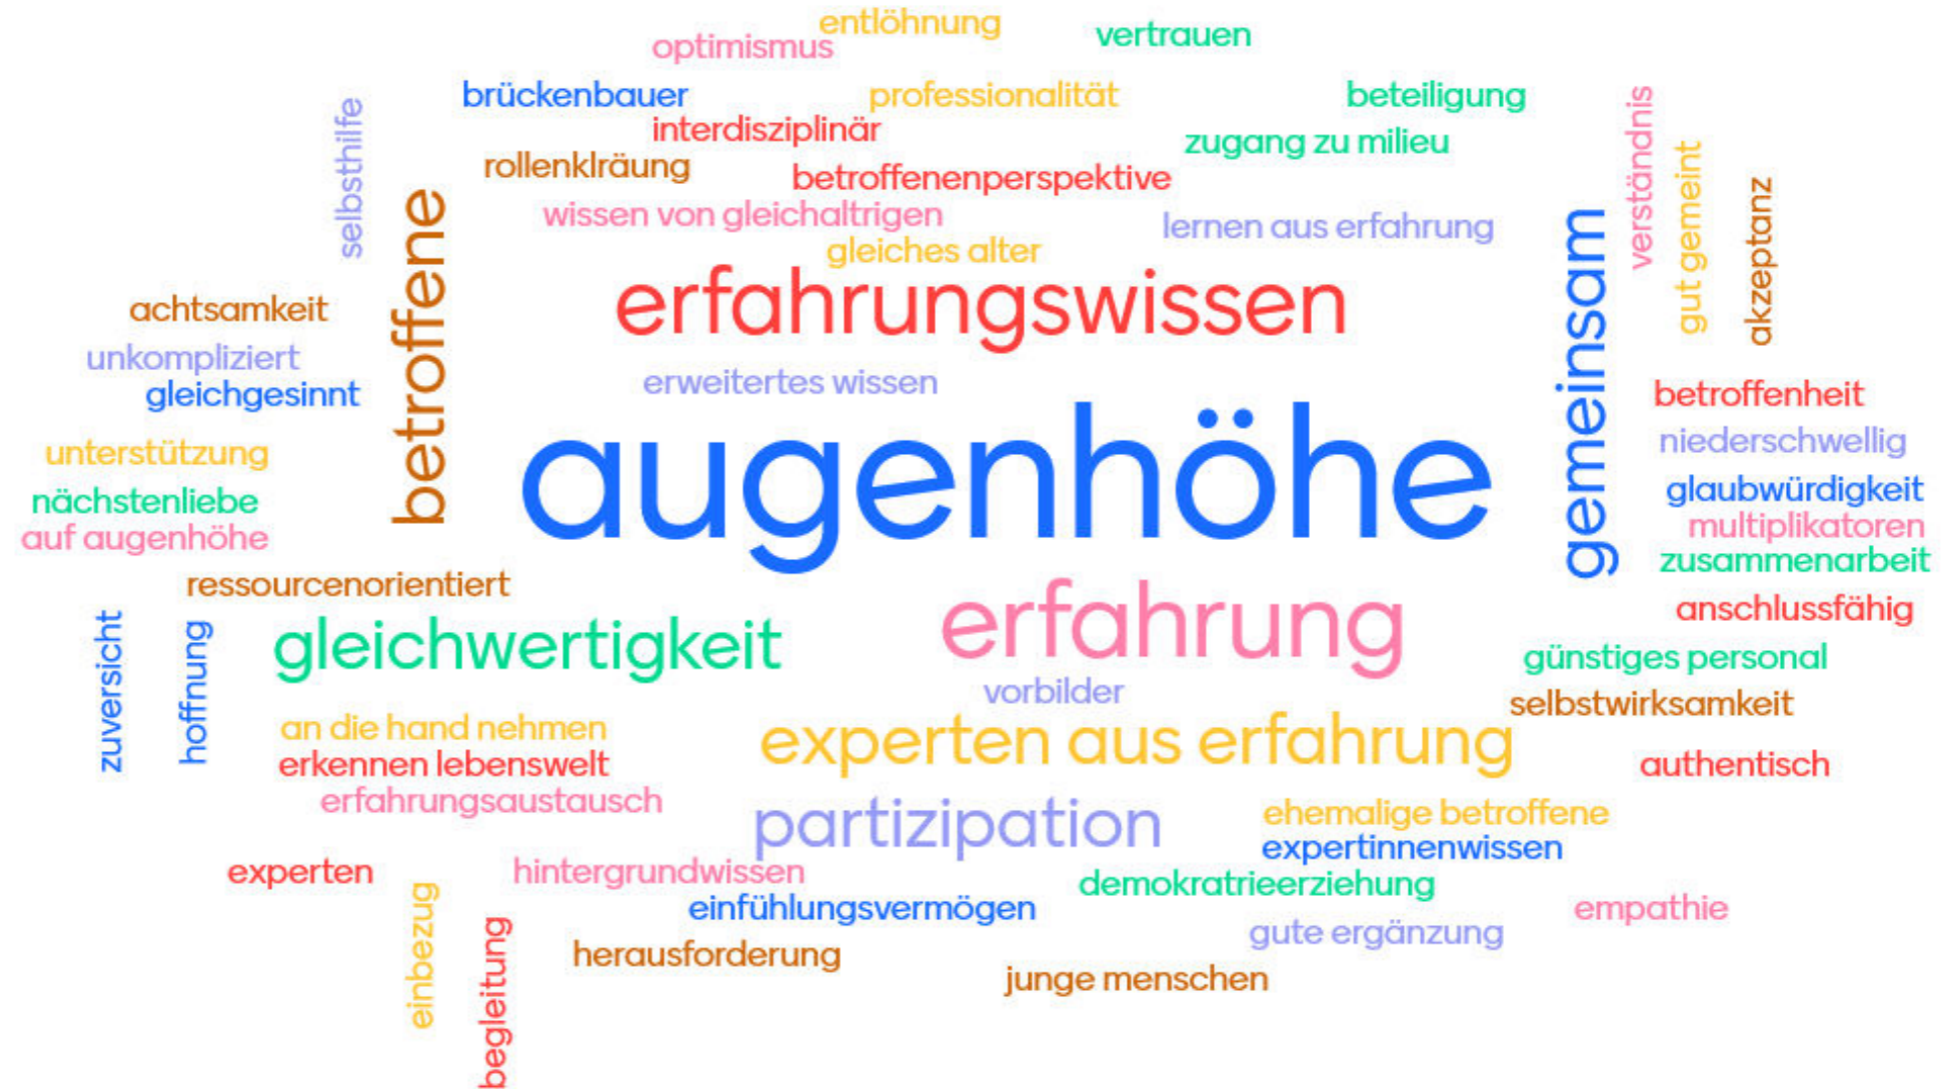 entlöhnung
vertrauen
optimismus
brückenbauer
professionalität
beteiligung
selbsthilfe
interdisziplinär
zugang zu milieu
verständnis
rollenklräung
betroffenenperspektive
gut gemeint
akzeptanz
wissen von gleichaltrigen
lernen aus erfahrung
gleiches alter
betroffene
erfahrungswissen
gemeinsam
achtsamkeit
unkompliziert
erweitertes wissen
gleichgesinnt
betroffenheit
niederschwellig
unterstützung
augenhöhe
glaubwürdigkeit
nächstenliebe
multiplikatoren
auf augenhöhe
zusammenarbeit
ressourcenorientiert
anschlussfähig
erfahrung
gleichwertigkeit
günstiges personal
zuversicht
hoffnung
vorbilder
selbstwirksamkeit
an die hand nehmen
experten aus erfahrung
erkennen lebenswelt
authentisch
erfahrungsaustausch
partizipation
ehemalige betroffene
expertinnenwissen
experten
hintergrundwissen
demokratrieerziehung
einfühlungsvermögen
empathie
gute ergänzung
einbezug
herausforderung
junge menschen
begleitung